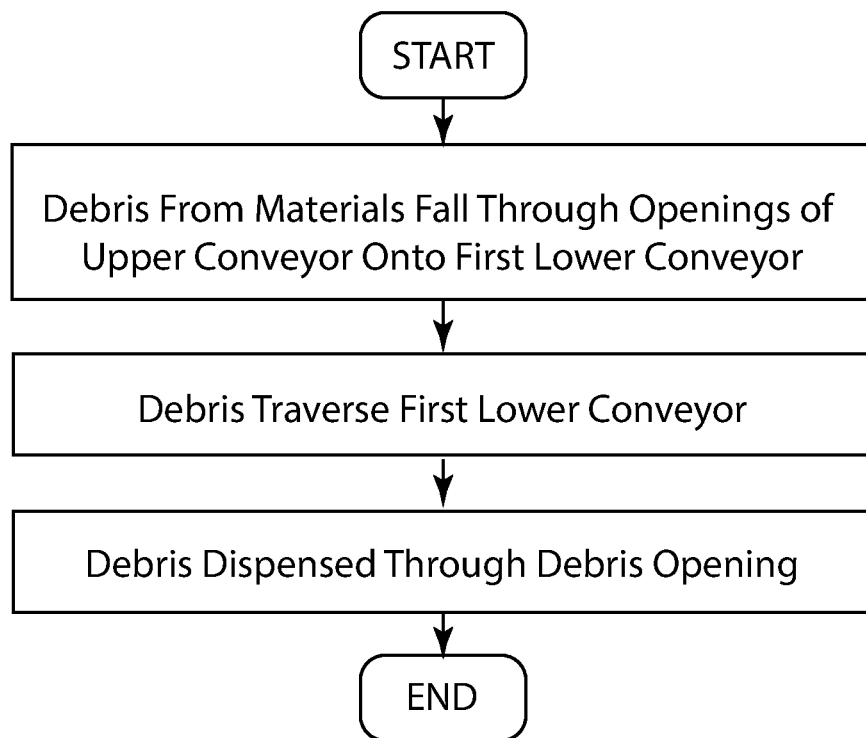 START
Debris From Materials Fall Through Openings of
Upper Conveyor Onto First Lower Conveyor
Debris Traverse First Lower Conveyor
Debris Dispensed Through Debris Opening
END